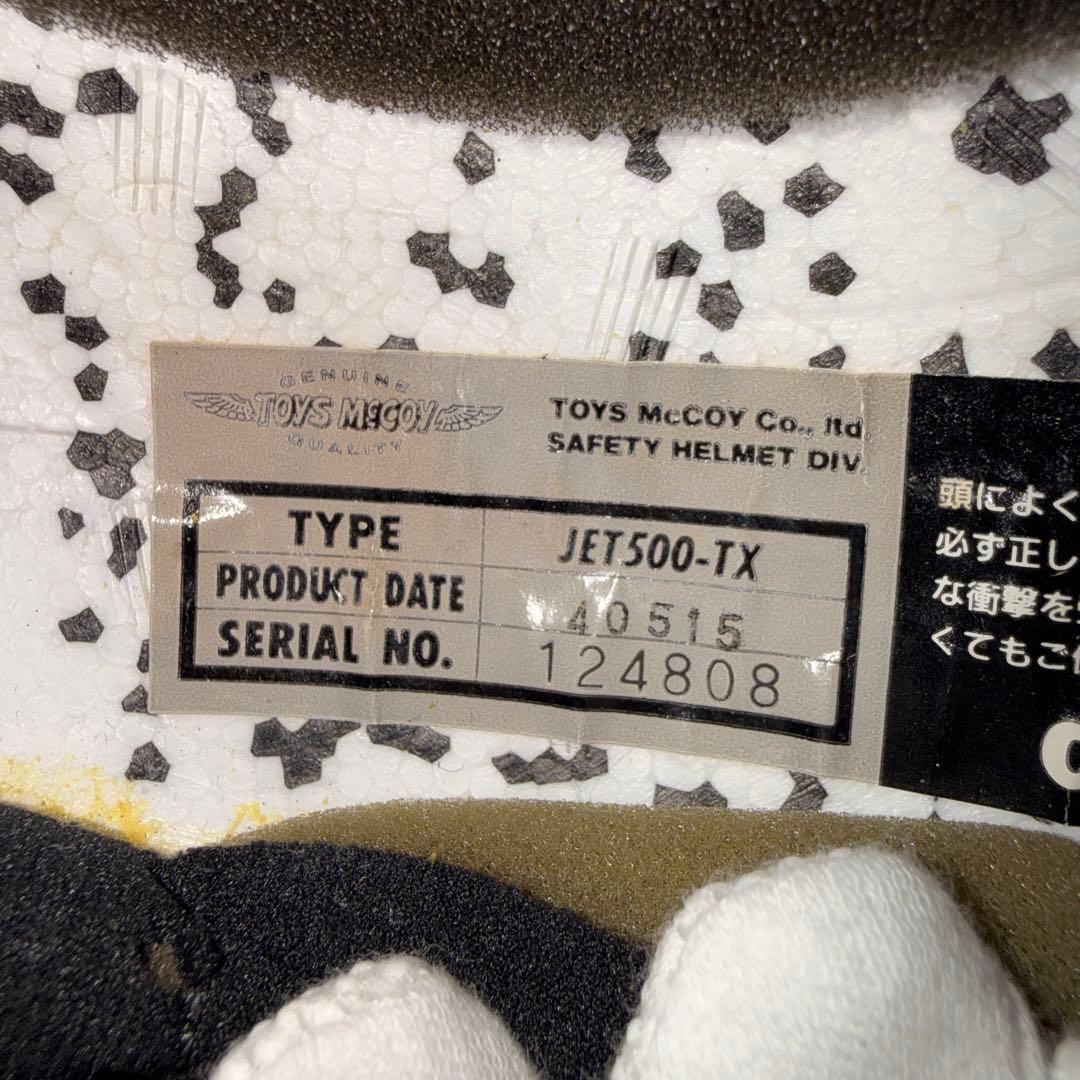 GENUINE
TOYS McCOY
QUALITY
TOYS McCOY Co., ltd.
SAFETY HELMET DIV.
TYPE JET500-TX
PRODUCT DATE 40515
SERIAL NO. 124808
頭によく
必ず正し
な衝撃を
くてもご